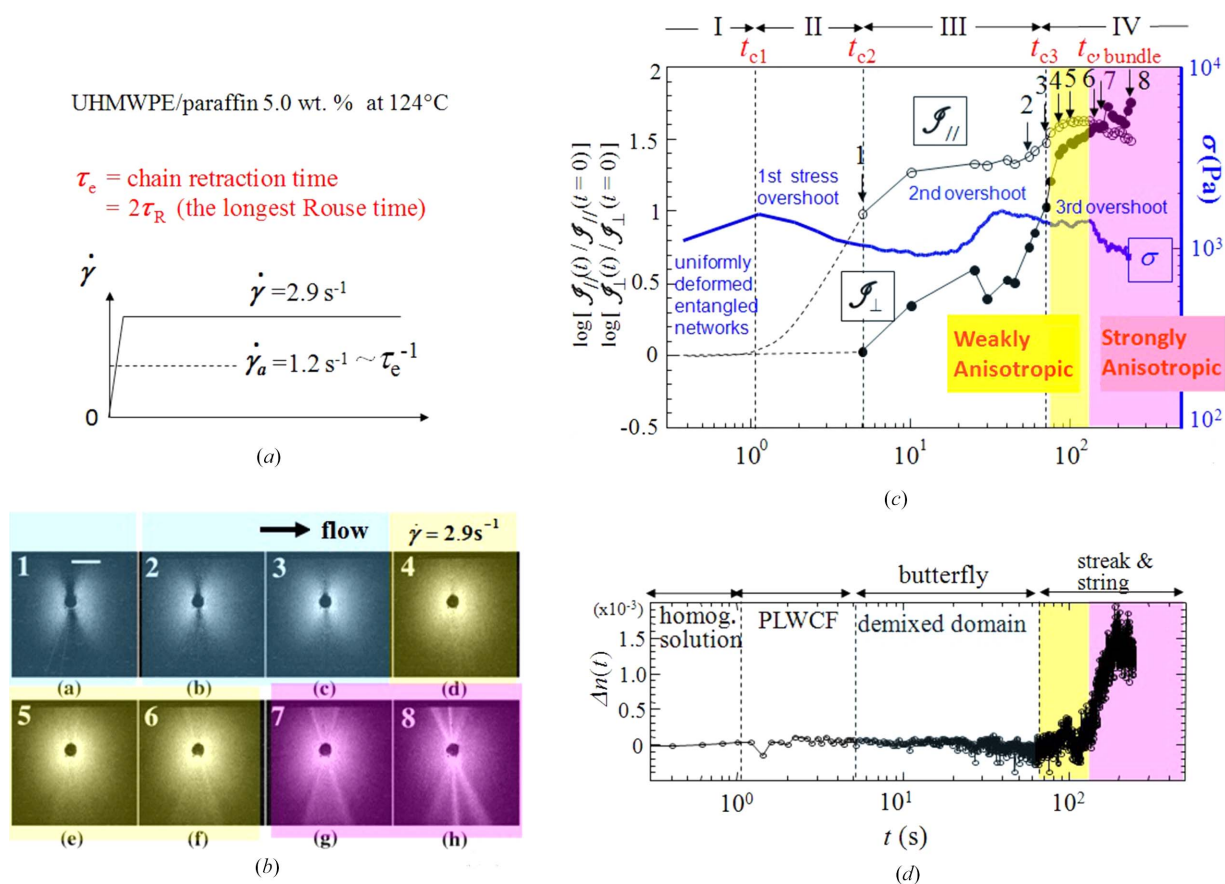 UHMWPE/paraffin 5.0 wt. % at 124°C
τe = chain retraction time
= 2τR (the longest Rouse time)
γ̇
γ̇ =2.9 s-1
γ̇a =1.2 s-1 ~ τe-1
0
(a)
flow γ̇ = 2.9s−1
1 2 3 4
(a) (b) (c) (d)
5 6 7 8
(e) (f) (g) (h)
(b)
I II III IV
tc1 tc2 tc3 tc,bundle
log[ℐ//(t)/ℐ//(t = 0)]
log[ℐ⊥(t)/ℐ⊥(t = 0)]
2
1.5
1
0.5
0
-0.5
1 2 3 4 5 6 7 8
ℐ//
1st stress
overshoot
2nd overshoot
3rd overshoot
uniformly
deformed
entangled
networks
ℐ⊥
σ
Weakly
Anisotropic
Strongly
Anisotropic
104
103
102
σ
(Pa)
100 101 102
(c)
streak &
string
butterfly
(x10-3)
homog.
solution
PLWCF
demixed domain
Δn(t)
1.5
1.0
0.5
0
100 101 102
t (s)
(d)